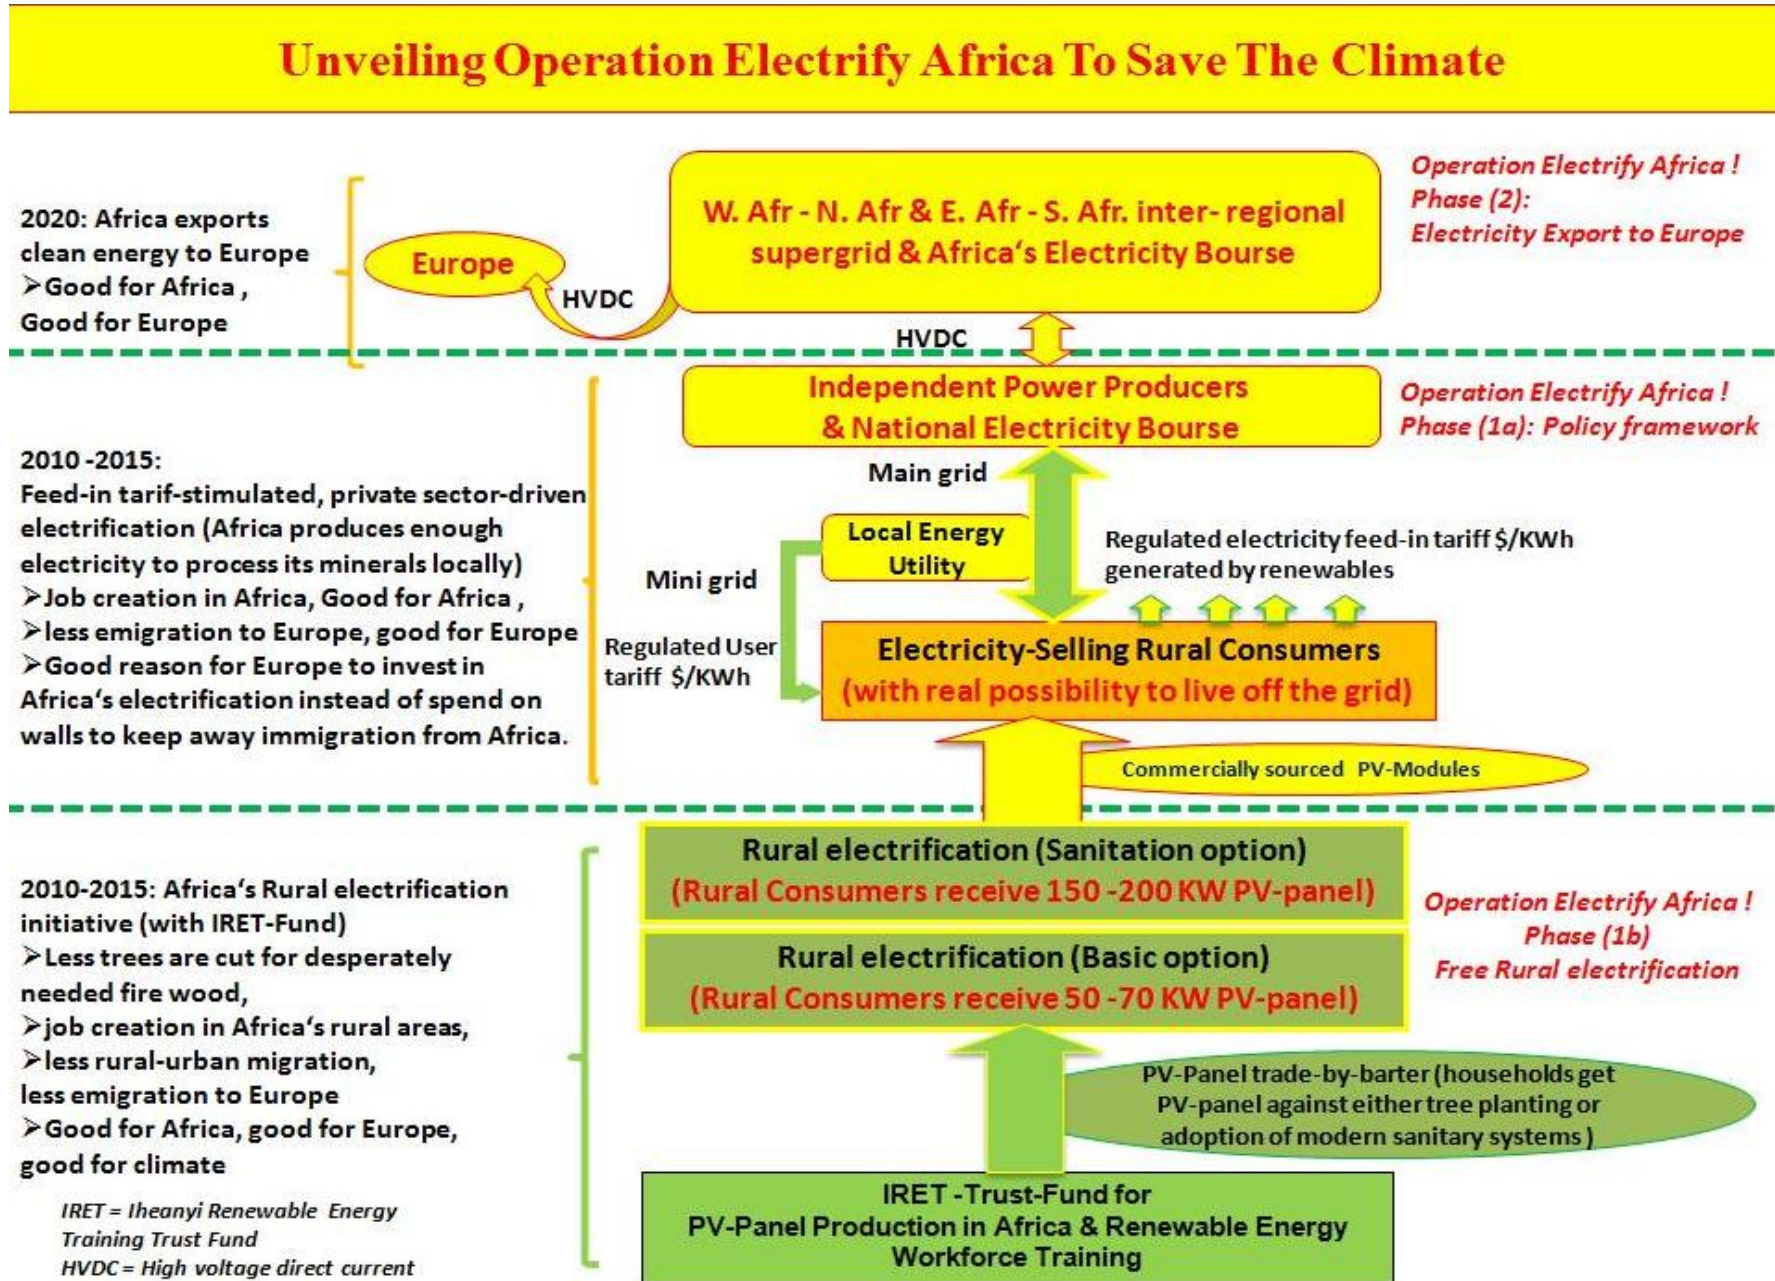 Unveiling Operation Electrify Africa To Save The Climate
2020: Africa exports
clean energy to Europe
➢Good for Africa ,
Good for Europe
Europe
HVDC
W. Afr - N. Afr & E. Afr - S. Afr. inter- regional
supergrid & Africa‘s Electricity Bourse
Operation Electrify Africa !
Phase (2):
Electricity Export to Europe
HVDC
2010 -2015:
Feed-in tarif-stimulated, private sector-driven
electrification (Africa produces enough
electricity to process its minerals locally)
➢Job creation in Africa, Good for Africa ,
➢less emigration to Europe, good for Europe
➢Good reason for Europe to invest in
Africa‘s electrification instead of spend on
walls to keep away immigration from Africa.
Independent Power Producers
& National Electricity Bourse
Operation Electrify Africa !
Phase (1a): Policy framework
Main grid
Local Energy
Utility
Mini grid
Regulated User
tariff $/KWh
Regulated electricity feed-in tariff $/KWh
generated by renewables
Electricity-Selling Rural Consumers
(with real possibility to live off the grid)
Commercially sourced PV-Modules
2010-2015: Africa‘s Rural electrification
initiative (with IRET-Fund)
➢Less trees are cut for desperately
needed fire wood,
➢job creation in Africa‘s rural areas,
➢less rural-urban migration,
less emigration to Europe
➢Good for Africa, good for Europe,
good for climate
Rural electrification (Sanitation option)
(Rural Consumers receive 150 -200 KW PV-panel)
Rural electrification (Basic option)
(Rural Consumers receive 50 -70 KW PV-panel)
Operation Electrify Africa !
Phase (1b)
Free Rural electrification
PV-Panel trade-by-barter (households get
PV-panel against either tree planting or
adoption of modern sanitary systems )
IRET -Trust-Fund for
PV-Panel Production in Africa & Renewable Energy
Workforce Training
IRET = Iheanyi Renewable Energy
Training Trust Fund
HVDC = High voltage direct current